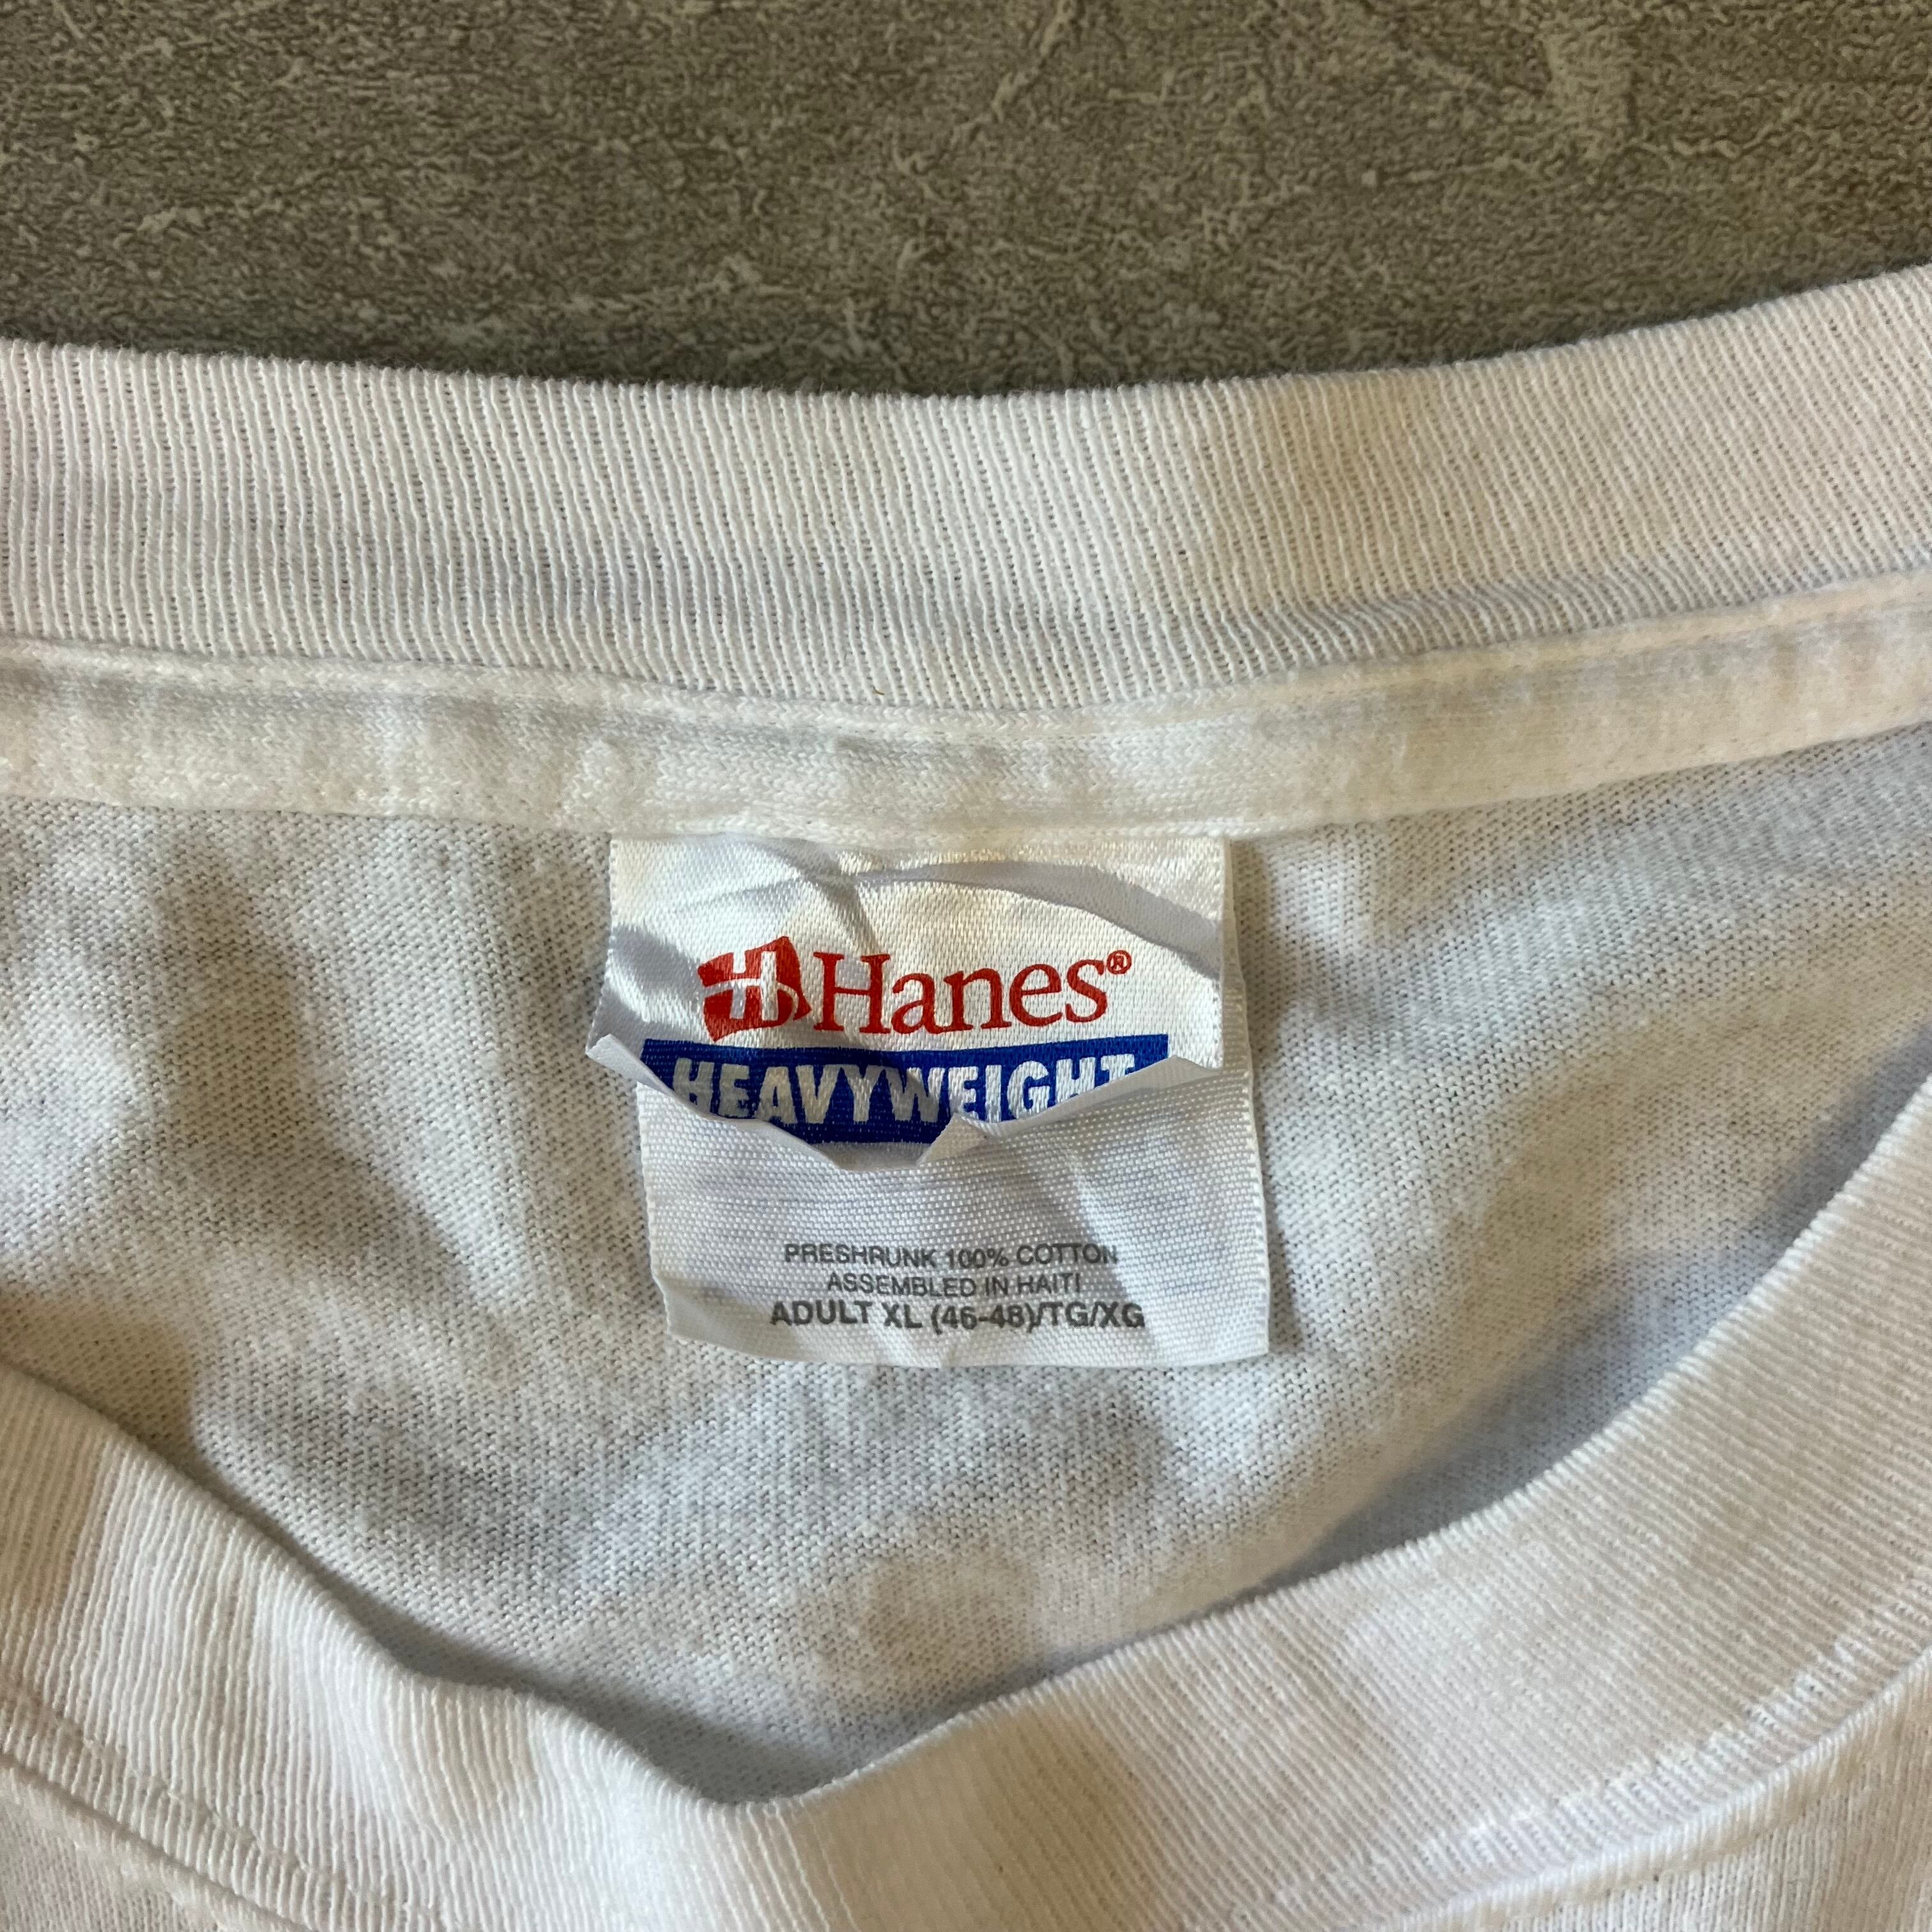 Hanes®
HEAVYWEIGHT
PRESHRUNK 100% COTTON
ASSEMBLED IN HAITI
ADULT XL (46-48)/TG/XG